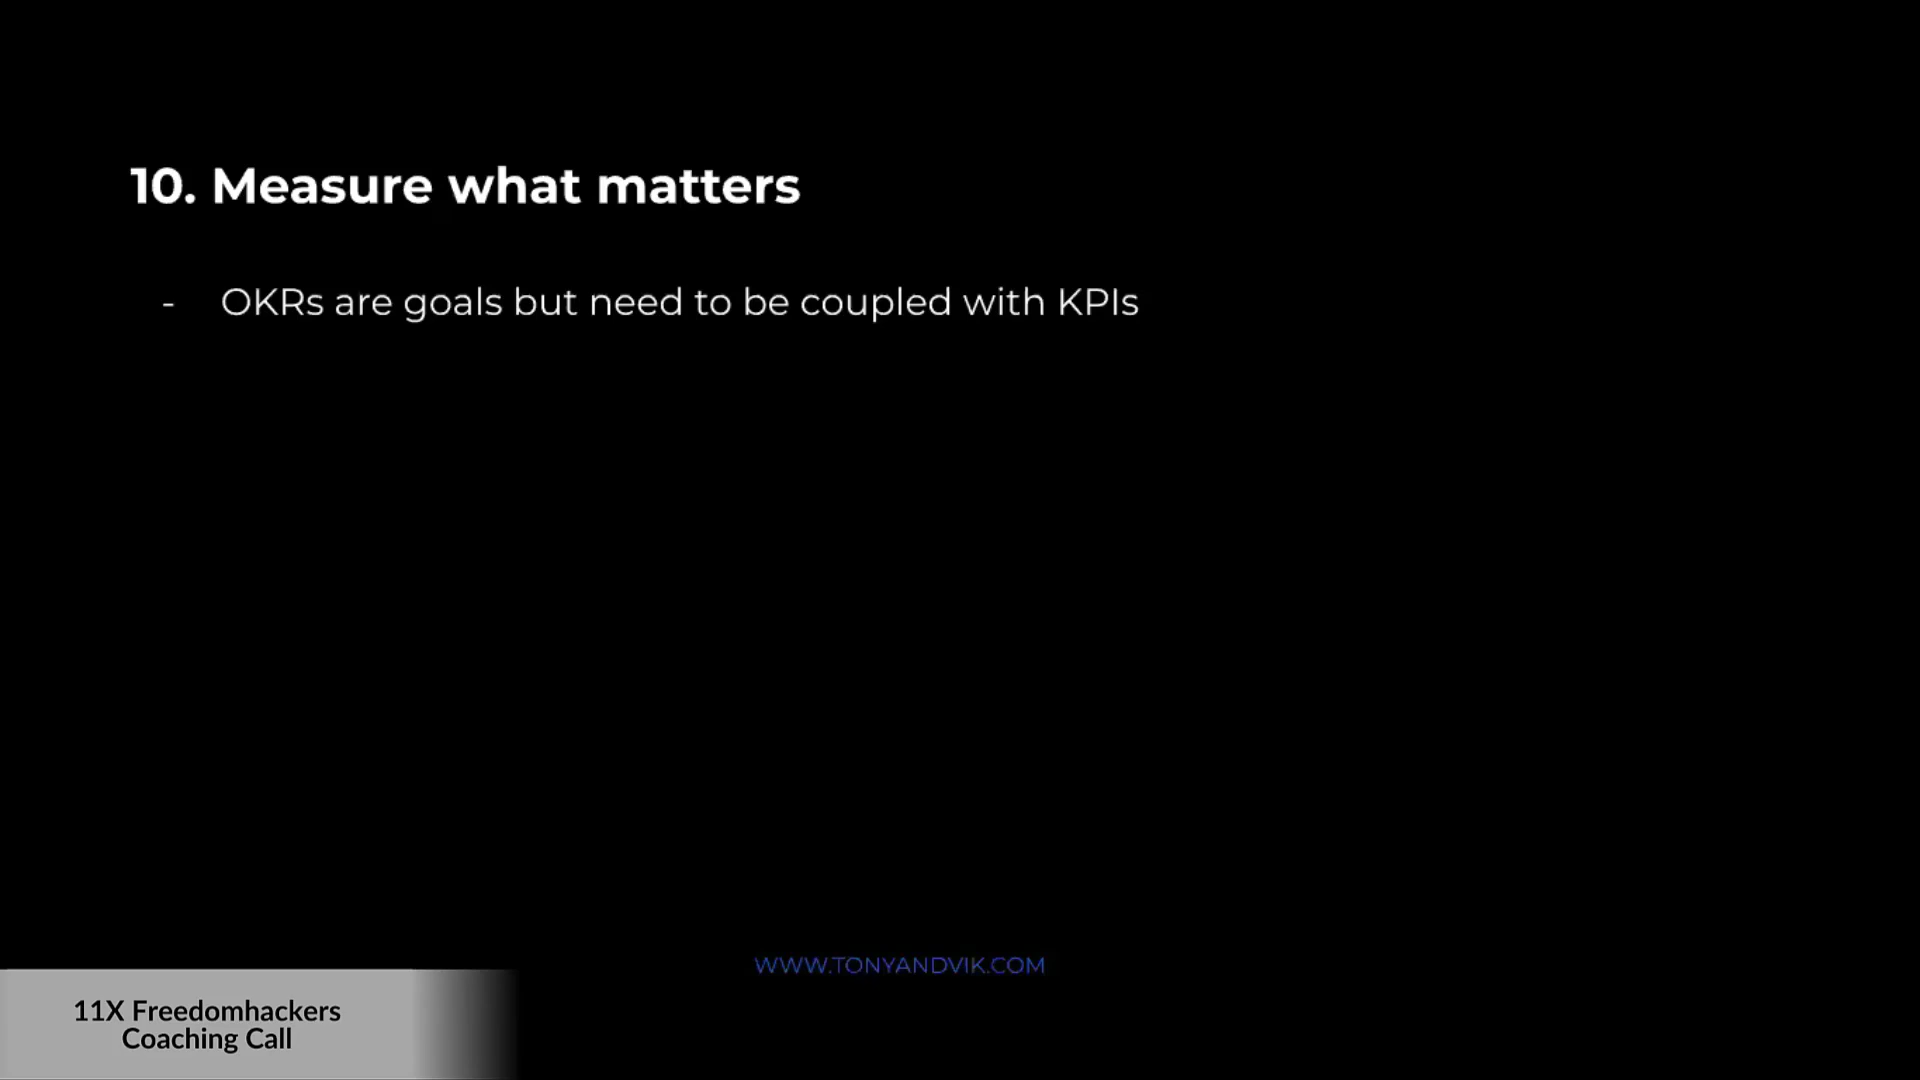 10. Measure what matters
- OKRs are goals but need to be coupled with KPIs
WWW.TONYANDVIK.COM
11X Freedomhackers
Coaching Call